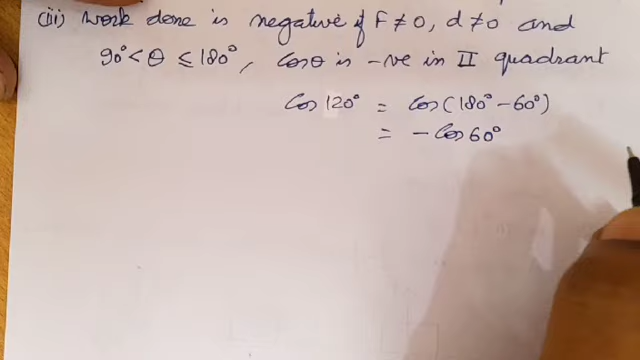 (iii) work done is negative if F ≠ 0, d ≠ 0 and
90° < θ ≤ 180°, Cosθ is -ve in II quadrant
Cos 120° = Cos(180° - 60°)
= - Cos 60°